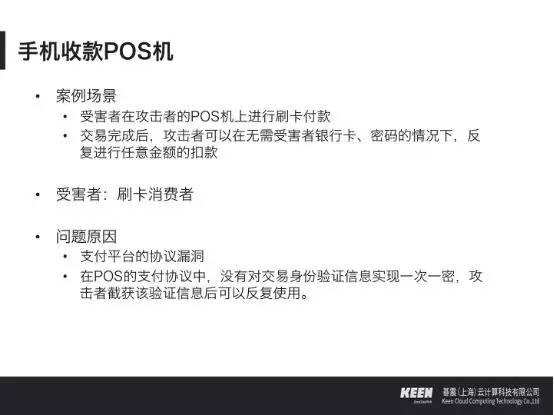 手机收款POS机
• 案例场景
• 受害者在攻击者的POS机上进行刷卡付款
• 交易完成后，攻击者可以在无需受害者银行卡、密码的情况下，反
复进行任意金额的扣款
• 受害者：刷卡消费者
• 问题原因
• 支付平台的协议漏洞
• 在POS的支付协议中，没有对交易身份验证信息实现一次一密，攻
击者截获该验证信息后可以反复使用。
KEEN
碁震（上海）云计算科技有限公司
Keen Cloud Computing Technology Co.,Ltd